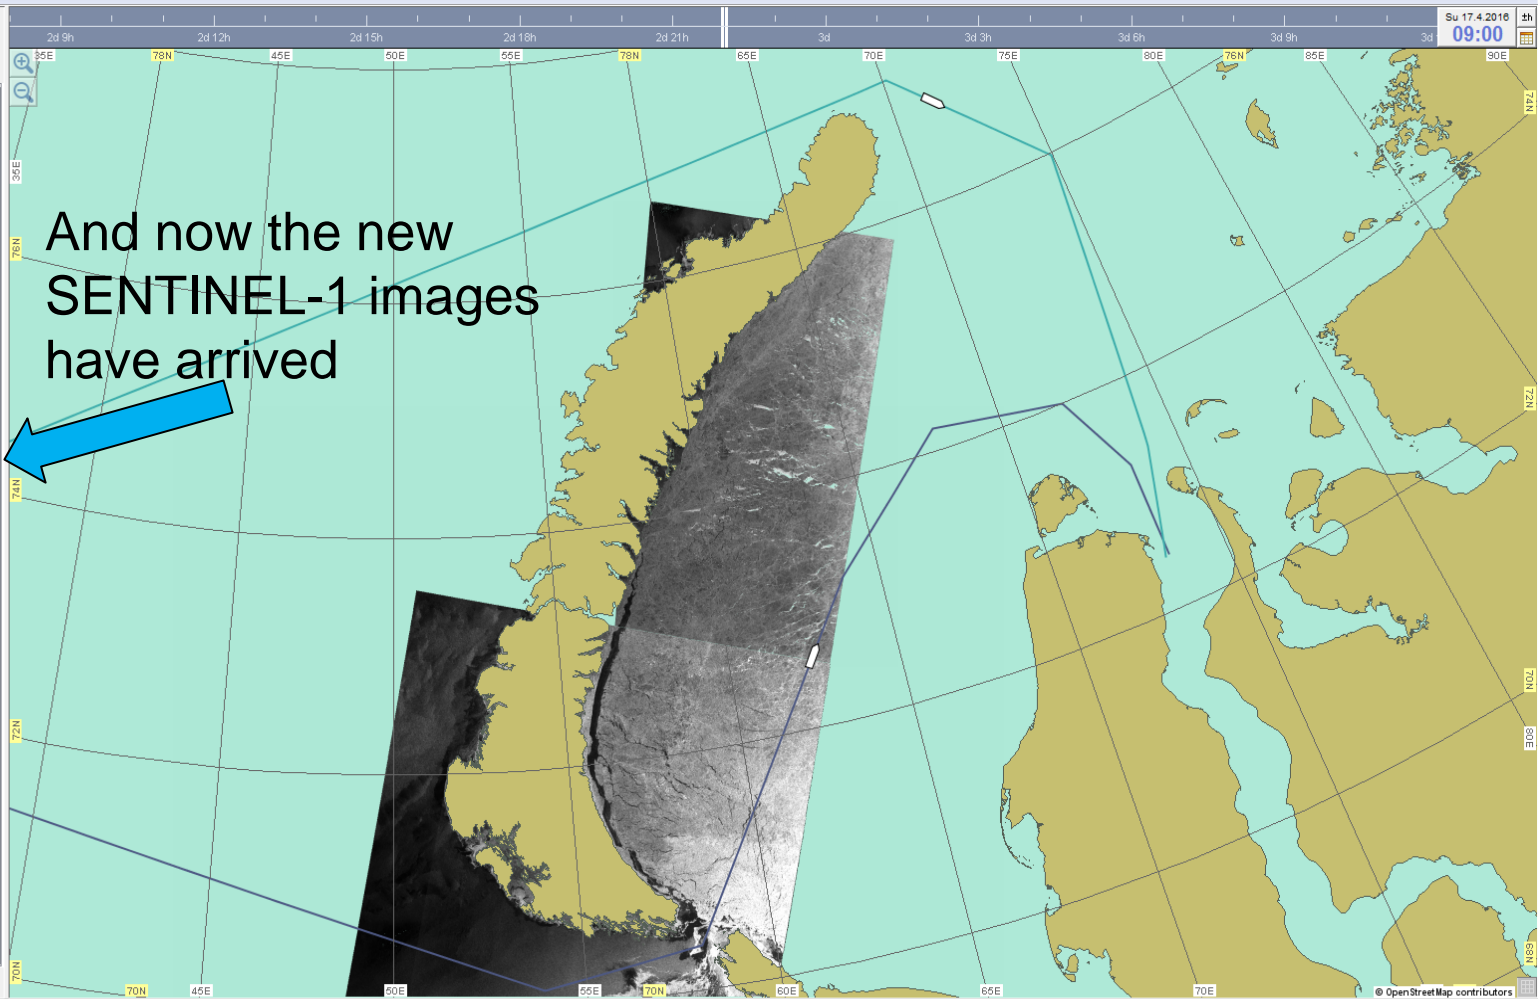 2d 9h 2d 12h 2d 15h 2d 18h 2d 21h 3d 3d 3h 3d 6h 3d 9h 3d
Su 17.4.2016 ±h
09:00
35E 78N 45E 50E 55E 78N 65E 70E 75E 80E 76N 85E 90E
74N
35E
And now the new
76N
SENTINEL-1 images
have arrived
72N
74N
70N
72N
80E
68N
70N
70N 45E 50E 55E 70N 60E 65E 70E
© OpenStreetMap contributors